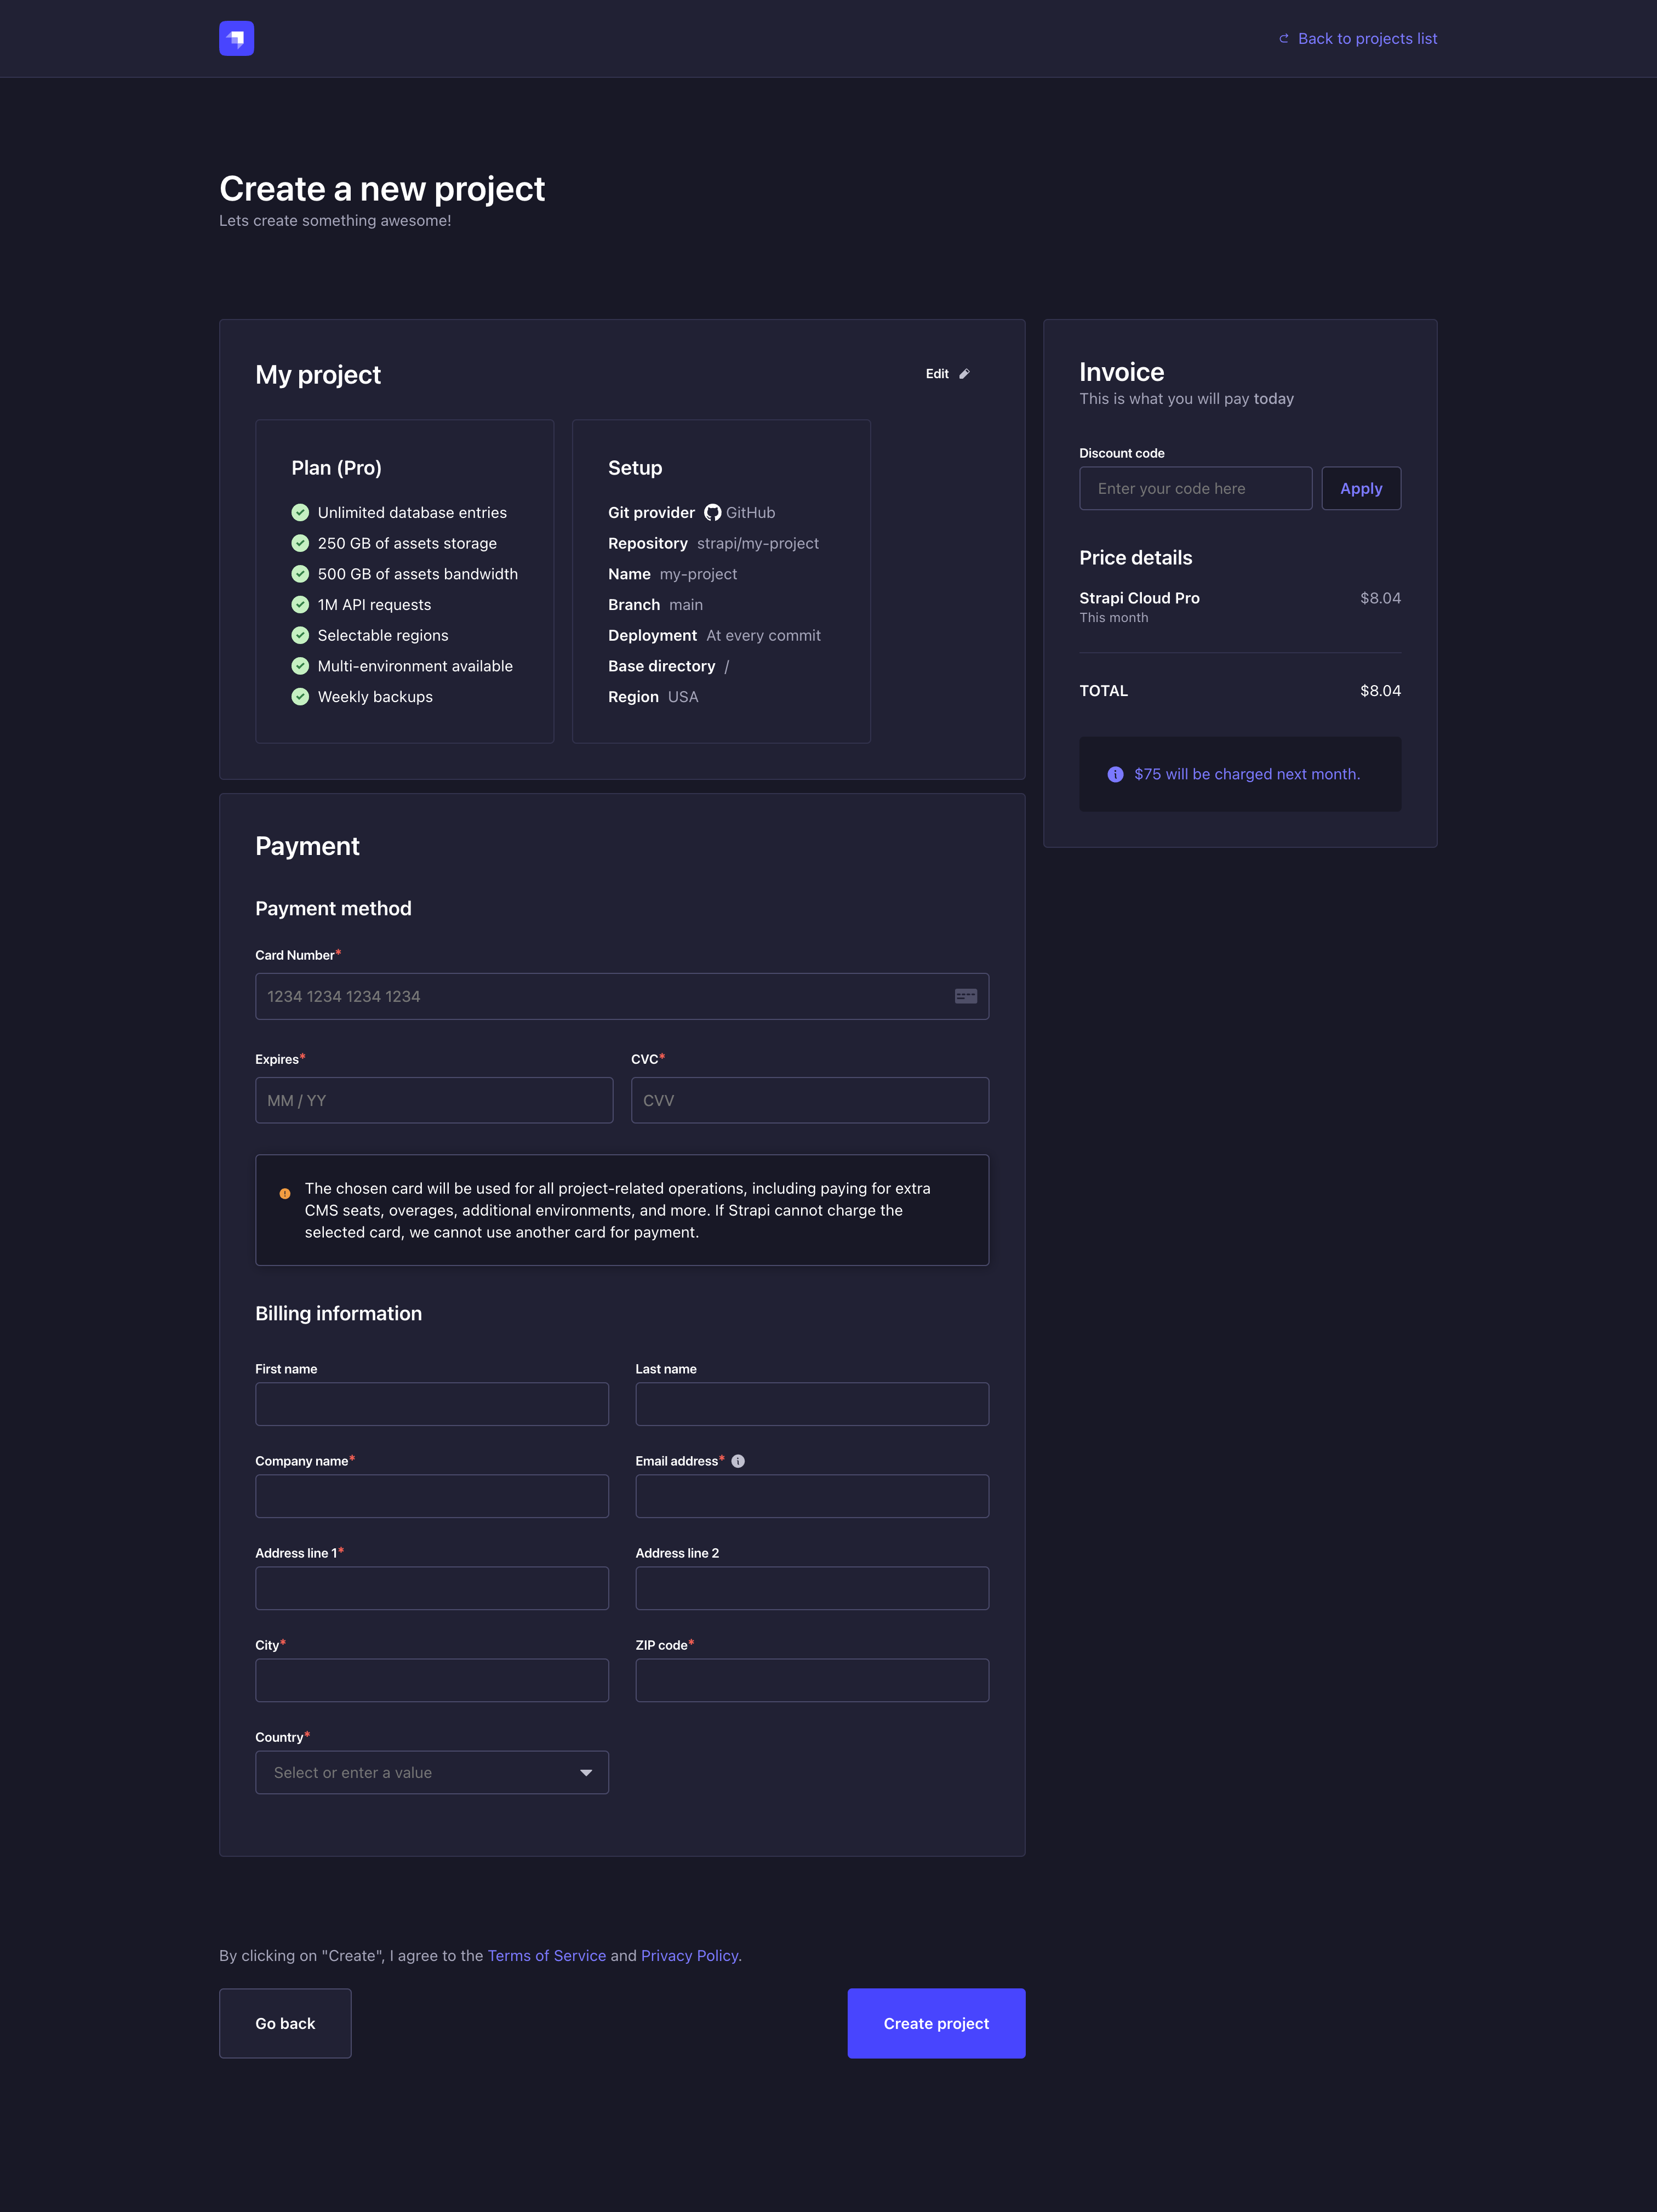 Back to projects list
Create a new project
Lets create something awesome!
My project
Edit
Plan (Pro)
Unlimited database entries
250 GB of assets storage
500 GB of assets bandwidth
1M API requests
Selectable regions
Multi-environment available
Weekly backups
Setup
Git provider GitHub
Repository strapi/my-project
Name my-project
Branch main
Deployment At every commit
Base directory /
Region USA
Invoice
This is what you will pay today
Discount code
Enter your code here
Apply
Price details
Strapi Cloud Pro $8.04
This month
TOTAL $8.04
$75 will be charged next month.
Payment
Payment method
Card Number*
1234 1234 1234 1234
Expires*
MM / YY
CVC*
CVV
The chosen card will be used for all project-related operations, including paying for extra
CMS seats, overages, additional environments, and more. If Strapi cannot charge the
selected card, we cannot use another card for payment.
Billing information
First name
Last name
Company name*
Email address*
Address line 1*
Address line 2
City*
ZIP code*
Country*
Select or enter a value
By clicking on "Create", I agree to the Terms of Service and Privacy Policy.
Go back
Create project